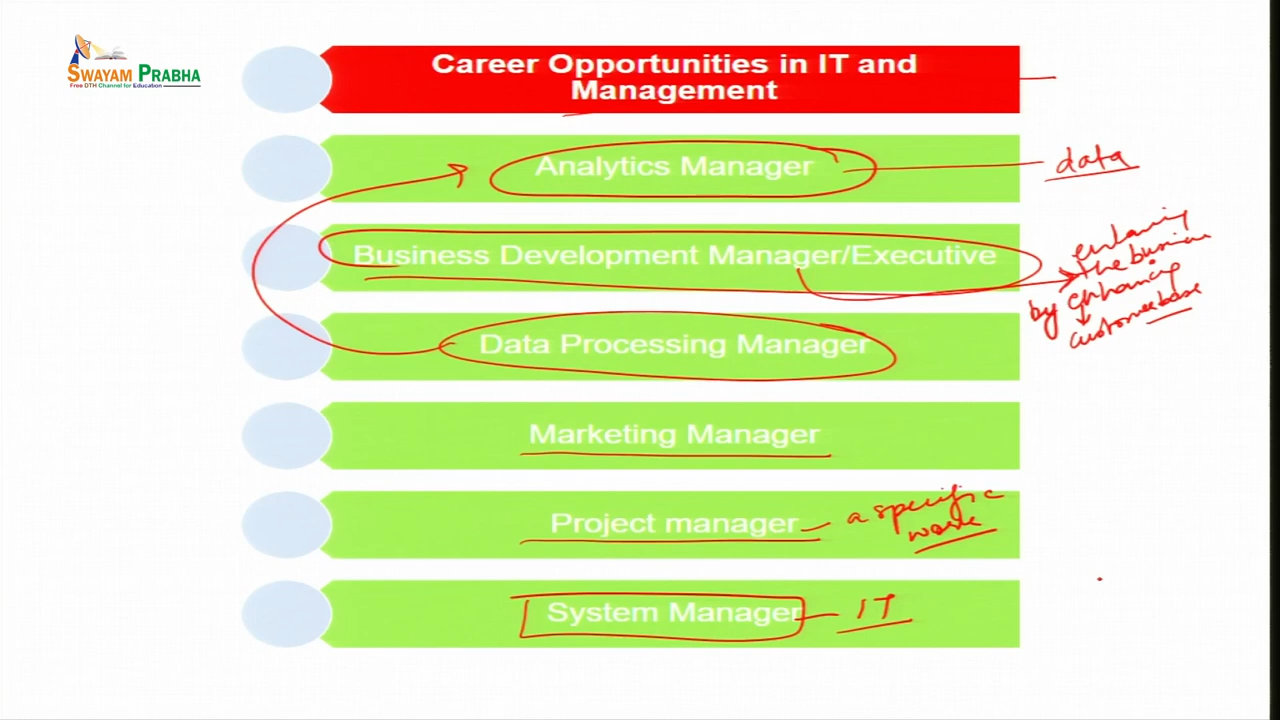 SWAYAM PRABHA
Free DTH Channel for Education
Career Opportunities in IT and
Management
Analytics Manager
data
Business Development Manager/Executive
the business
by enhancing
customer base
Data Processing Manager
Marketing Manager
Project manager
a specific
work
System Manager
IT